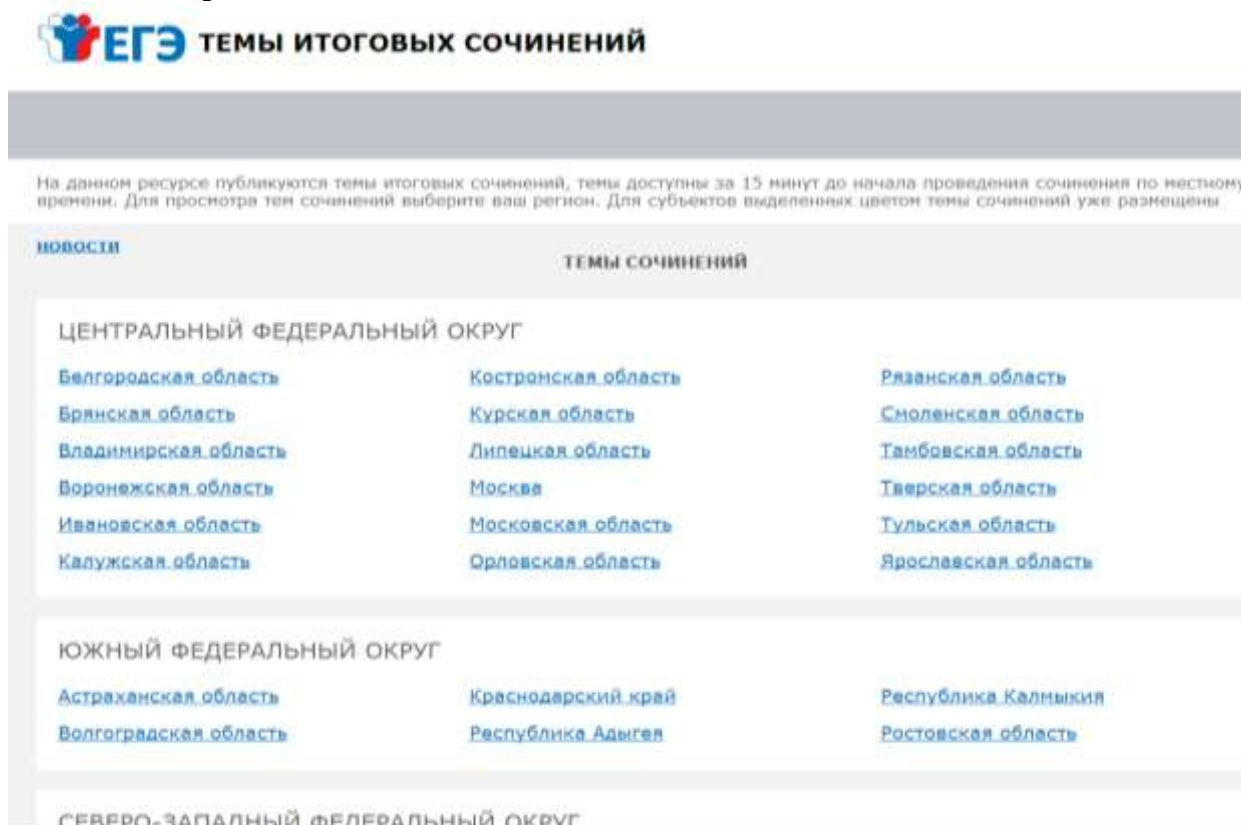 ЕГЭ ТЕМЫ ИТОГОВЫХ СОЧИНЕНИЙ
На данном ресурсе публикуются темы итоговых сочинений, темы доступны за 15 минут до начала проведения сочинения по местному
времени. Для просмотра тем сочинений выберите ваш регион. Для субъектов выделенных цветом темы сочинений уже размещены
НОВОСТИ
ТЕМЫ СОЧИНЕНИЙ
ЦЕНТРАЛЬНЫЙ ФЕДЕРАЛЬНЫЙ ОКРУГ
Белгородская область Костромская область Рязанская область
Брянская область Курская область Смоленская область
Владимирская область Липецкая область Тамбовская область
Воронежская область Москва Тверская область
Ивановская область Московская область Тульская область
Калужская область Орловская область Ярославская область
ЮЖНЫЙ ФЕДЕРАЛЬНЫЙ ОКРУГ
Астраханская область Краснодарский край Республика Калмыкия
Волгоградская область Республика Адыгея Ростовская область
СЕВЕРО-ЗАПАДНЫЙ ФЕДЕРАЛЬНЫЙ ОКРУГ